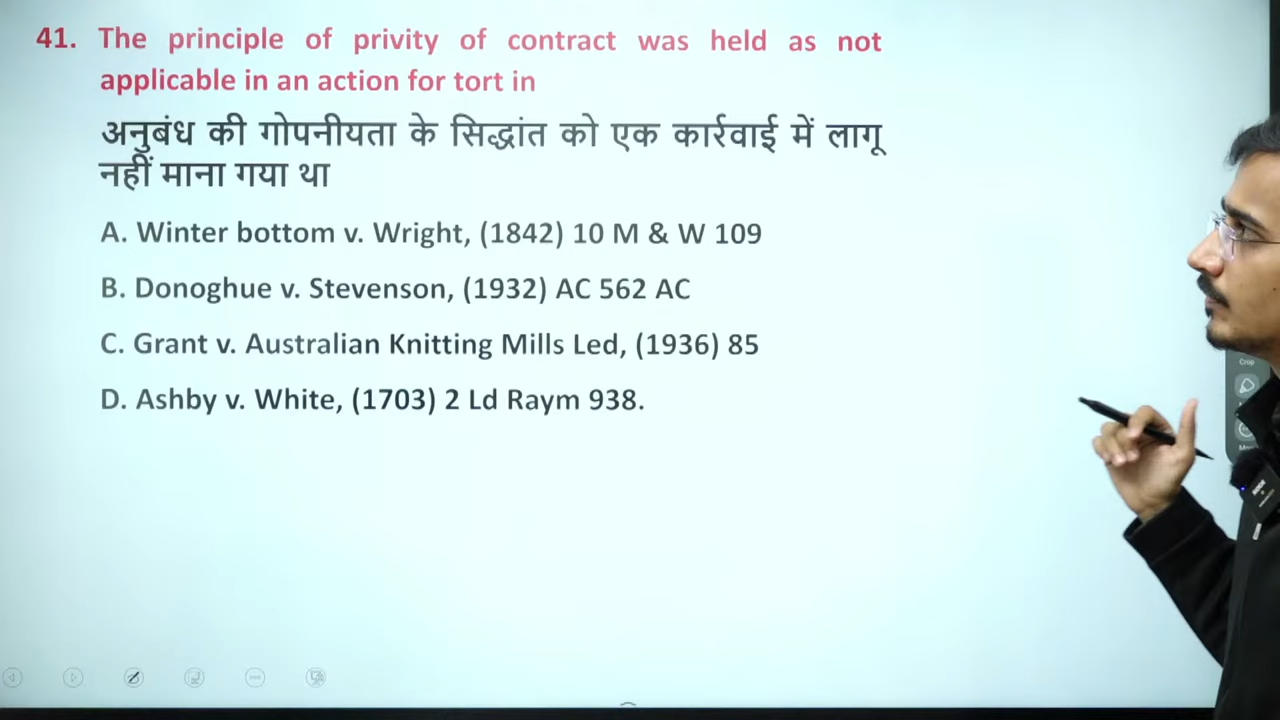 41. The principle of privity of contract was held as not
applicable in an action for tort in
अनुबंध की गोपनीयता के सिद्धांत को एक कार्रवाई में लागू
नहीं माना गया था
A. Winter bottom v. Wright, (1842) 10 M & W 109
B. Donoghue v. Stevenson, (1932) AC 562 AC
C. Grant v. Australian Knitting Mills Led, (1936) 85
D. Ashby v. White, (1703) 2 Ld Raym 938.
Crop